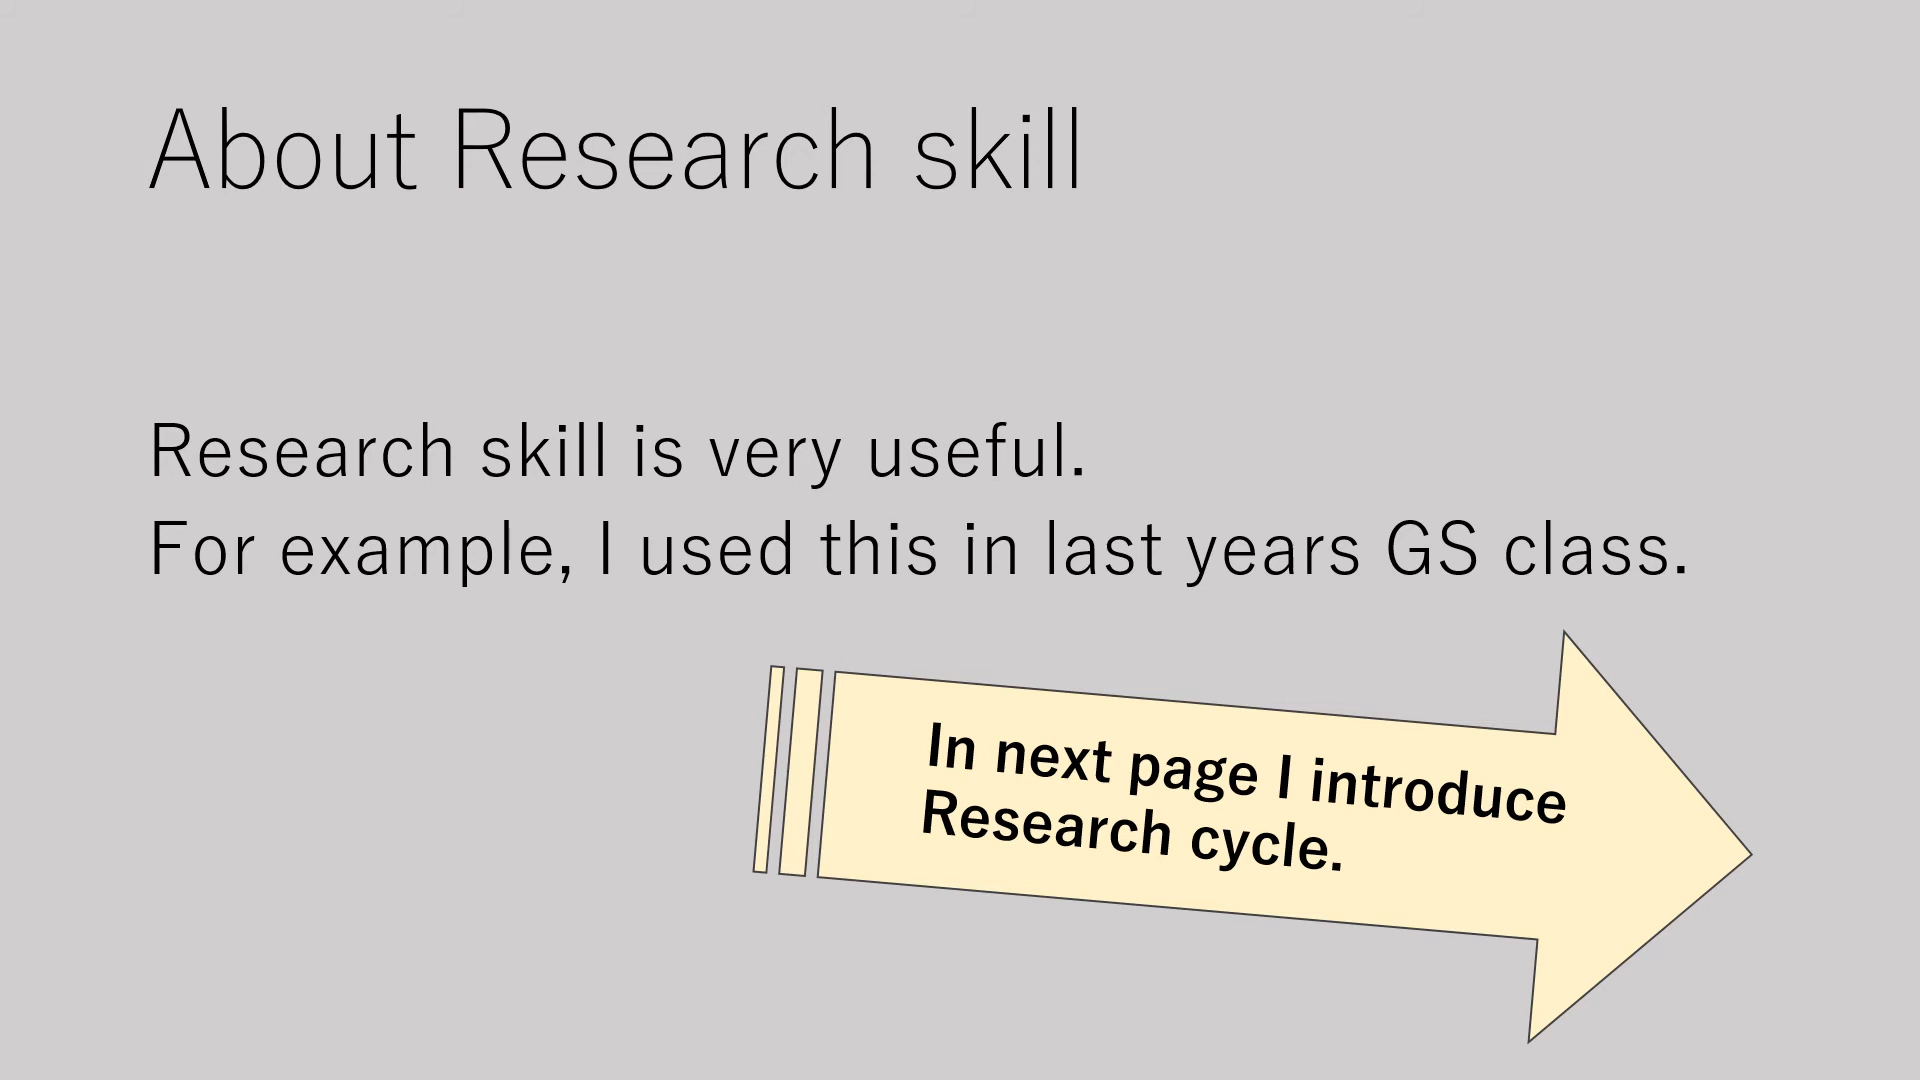 About Research skill
Research skill is very useful.
For example, I used this in last years GS class.
In next page I introduce
Research cycle.